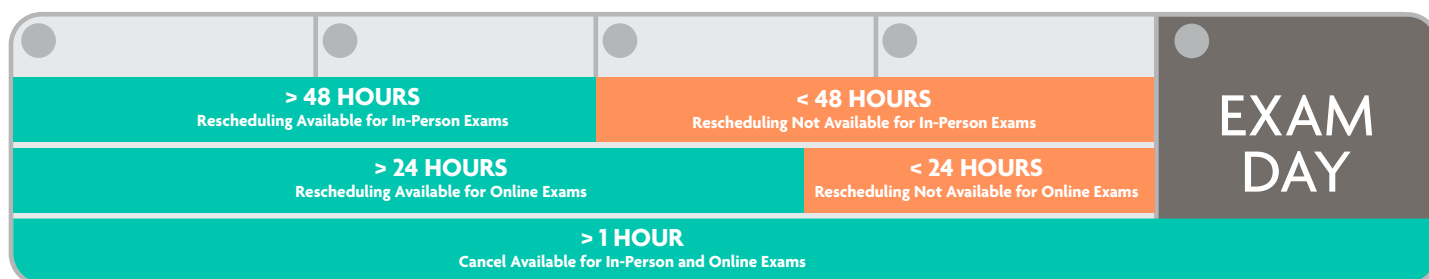 > 48 HOURS
Rescheduling Available for In-Person Exams
< 48 HOURS
Rescheduling Not Available for In-Person Exams
> 24 HOURS
Rescheduling Available for Online Exams
< 24 HOURS
Rescheduling Not Available for Online Exams
EXAM
DAY
> 1 HOUR
Cancel Available for In-Person and Online Exams